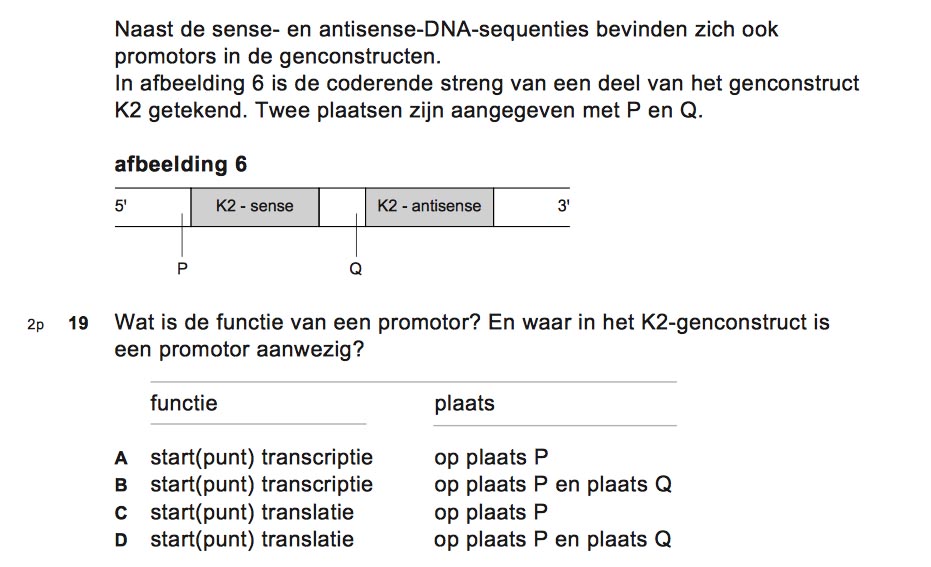 Naast de sense- en antisense-DNA-sequenties bevinden zich ook
promotors in de genconstructen.
In afbeelding 6 is de coderende streng van een deel van het genconstruct
K2 getekend. Twee plaatsen zijn aangegeven met P en Q.
afbeelding 6
5' K2 - sense K2 - antisense 3'
P Q
2p 19 Wat is de functie van een promotor? En waar in het K2-genconstruct is
een promotor aanwezig?
functie plaats
A start(punt) transcriptie op plaats P
B start(punt) transcriptie op plaats P en plaats Q
C start(punt) translatie op plaats P
D start(punt) translatie op plaats P en plaats Q